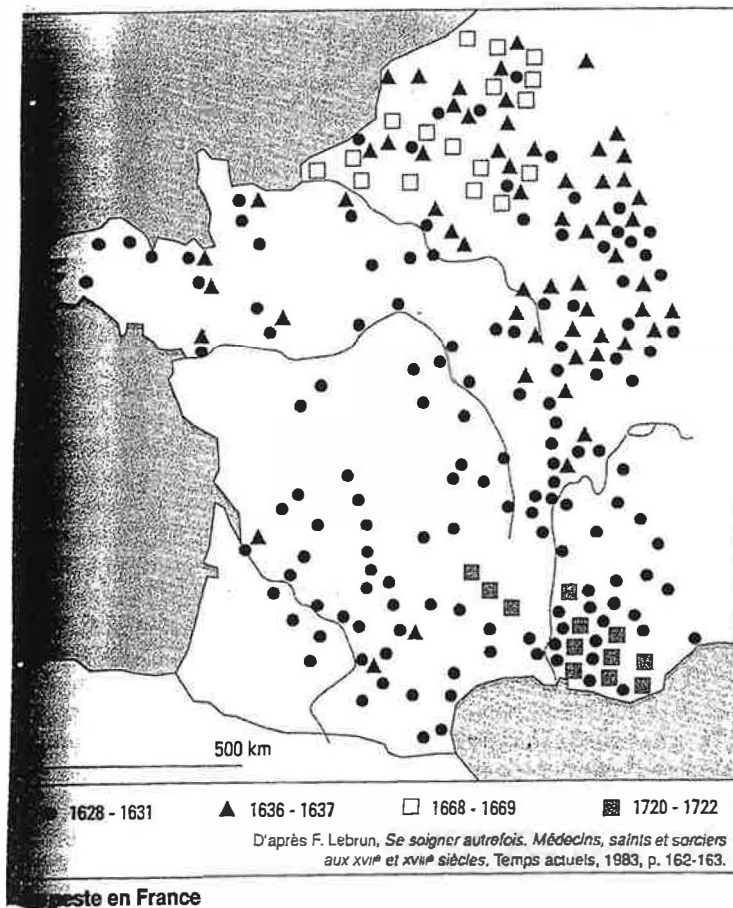 500 km
1628 - 1631 1636 - 1637 1668 - 1669 1720 - 1722
D'après F. Lebrun, Se soigner autrefois. Médecins, saints et sorciers
aux XVIIe et XVIIIe siècles, Temps actuels, 1983, p. 162-163.
peste en France